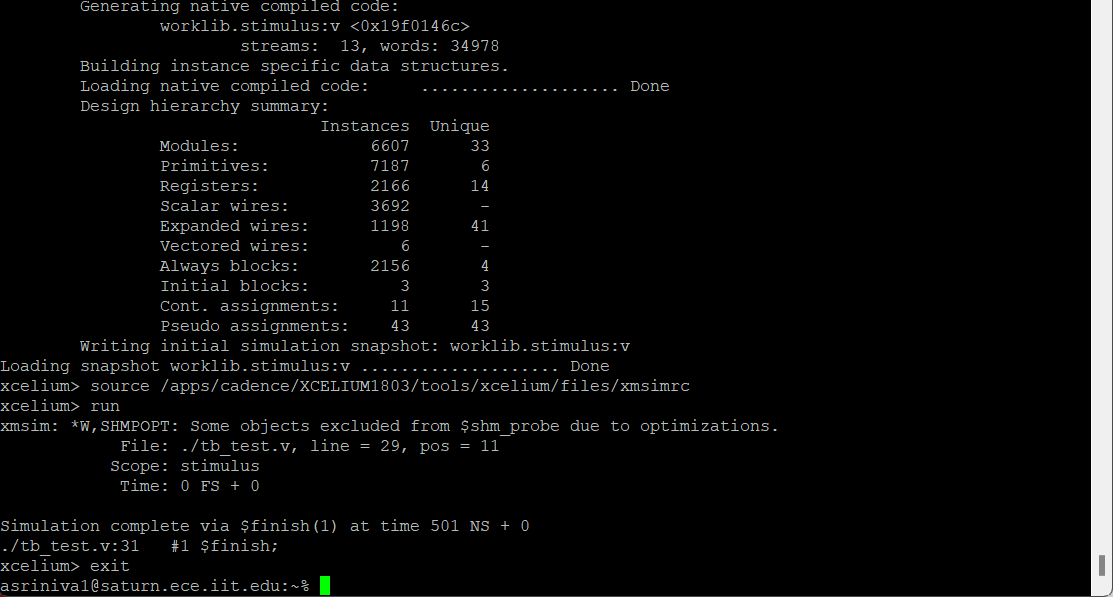 Generating native compiled code:
worklib.stimulus:v <0x19f0146c>
streams: 13, words: 34978
Building instance specific data structures.
Loading native compiled code: .................... Done
Design hierarchy summary:
Instances Unique
Modules: 6607 33
Primitives: 7187 6
Registers: 2166 14
Scalar wires: 3692 -
Expanded wires: 1198 41
Vectored wires: 6 -
Always blocks: 2156 4
Initial blocks: 3 3
Cont. assignments: 11 15
Pseudo assignments: 43 43
Writing initial simulation snapshot: worklib.stimulus:v
Loading snapshot worklib.stimulus:v .................... Done
xcelium> source /apps/cadence/XCELIUM1803/tools/xcelium/files/xmsimrc
xcelium> run
xmsim: *W,SHMPOPT: Some objects excluded from $shm_probe due to optimizations.
File: ./tb_test.v, line = 29, pos = 11
Scope: stimulus
Time: 0 FS + 0
Simulation complete via $finish(1) at time 501 NS + 0
./tb_test.v:31 #1 $finish;
xcelium> exit
asriniva1@saturn.ece.iit.edu:~%